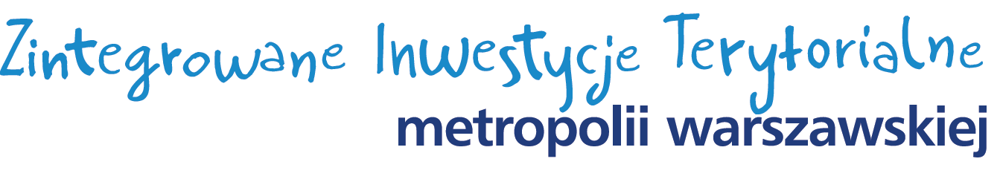 Zintegrowane Inwestycje Terytorialne
metropolii warszawskiej